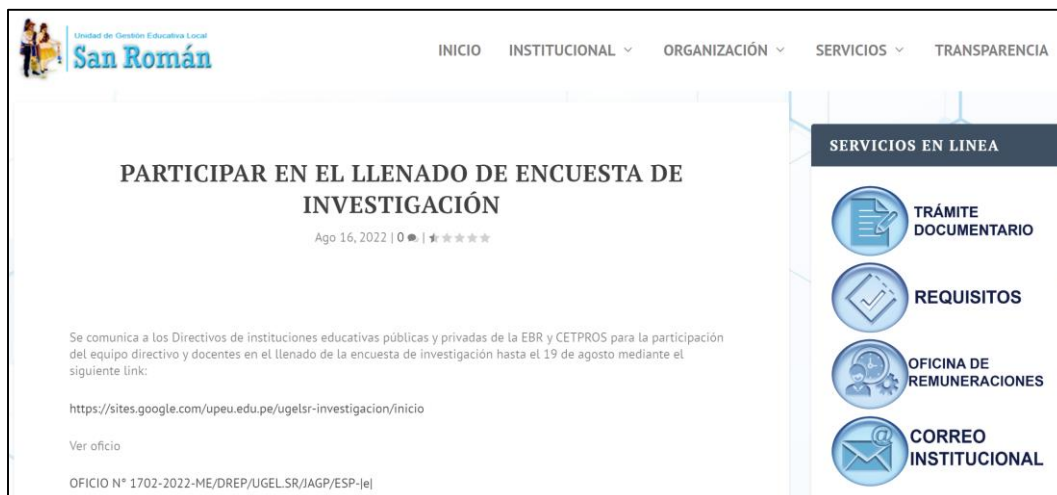 Unidad de Gestión Educativa Local
San Román
INICIO INSTITUCIONAL ORGANIZACIÓN SERVICIOS TRANSPARENCIA
PARTICIPAR EN EL LLENADO DE ENCUESTA DE
INVESTIGACIÓN
Ago 16, 2022 | 0 |
Se comunica a los Directivos de instituciones educativas públicas y privadas de la EBR y CETPROS para la participación
del equipo directivo y docentes en el llenado de la encuesta de investigación hasta el 19 de agosto mediante el
siguiente link:
https://sites.google.com/upeu.edu.pe/ugelsr-investigacion/inicio
Ver oficio
OFICIO N° 1702-2022-ME/DREP/UGEL.SR/JAGP/ESP-|e|
SERVICIOS EN LINEA
TRÁMITE
DOCUMENTARIO
REQUISITOS
OFICINA DE
REMUNERACIONES
CORREO
INSTITUCIONAL